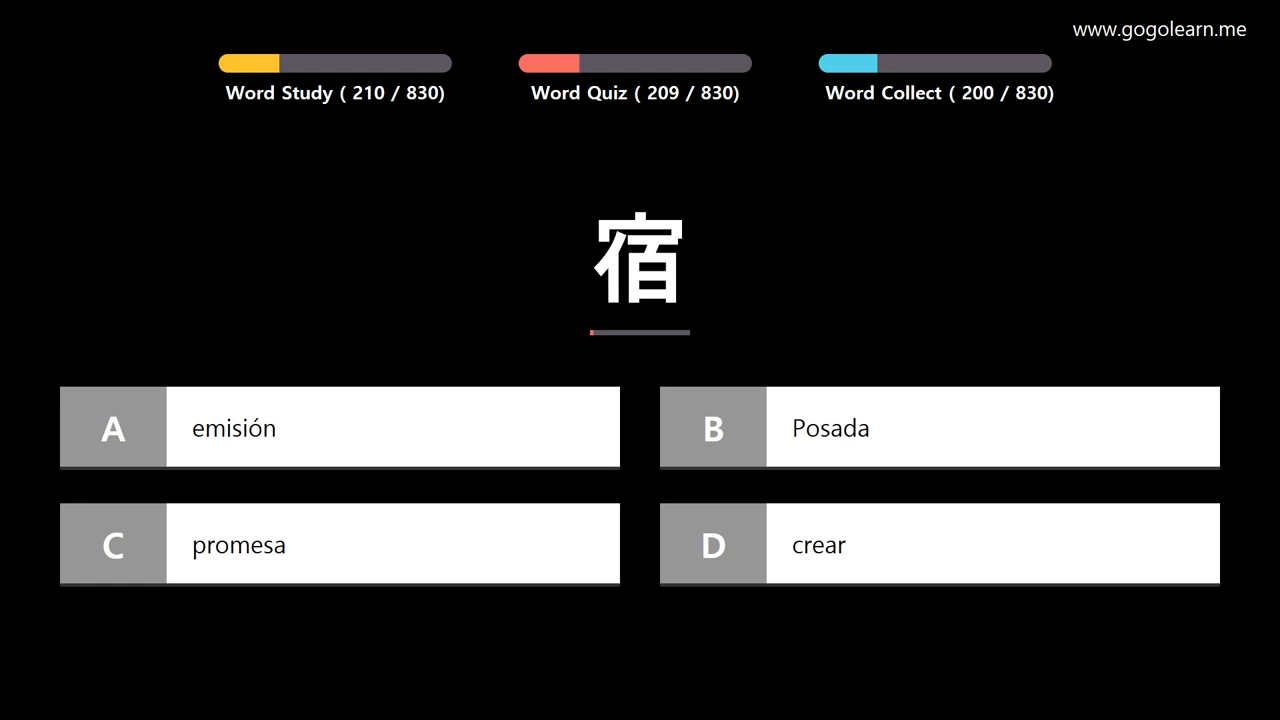 www.gogolearn.me
Word Study ( 210 / 830)
Word Quiz ( 209 / 830)
Word Collect ( 200 / 830)
宿
A emisión
B Posada
C promesa
D crear